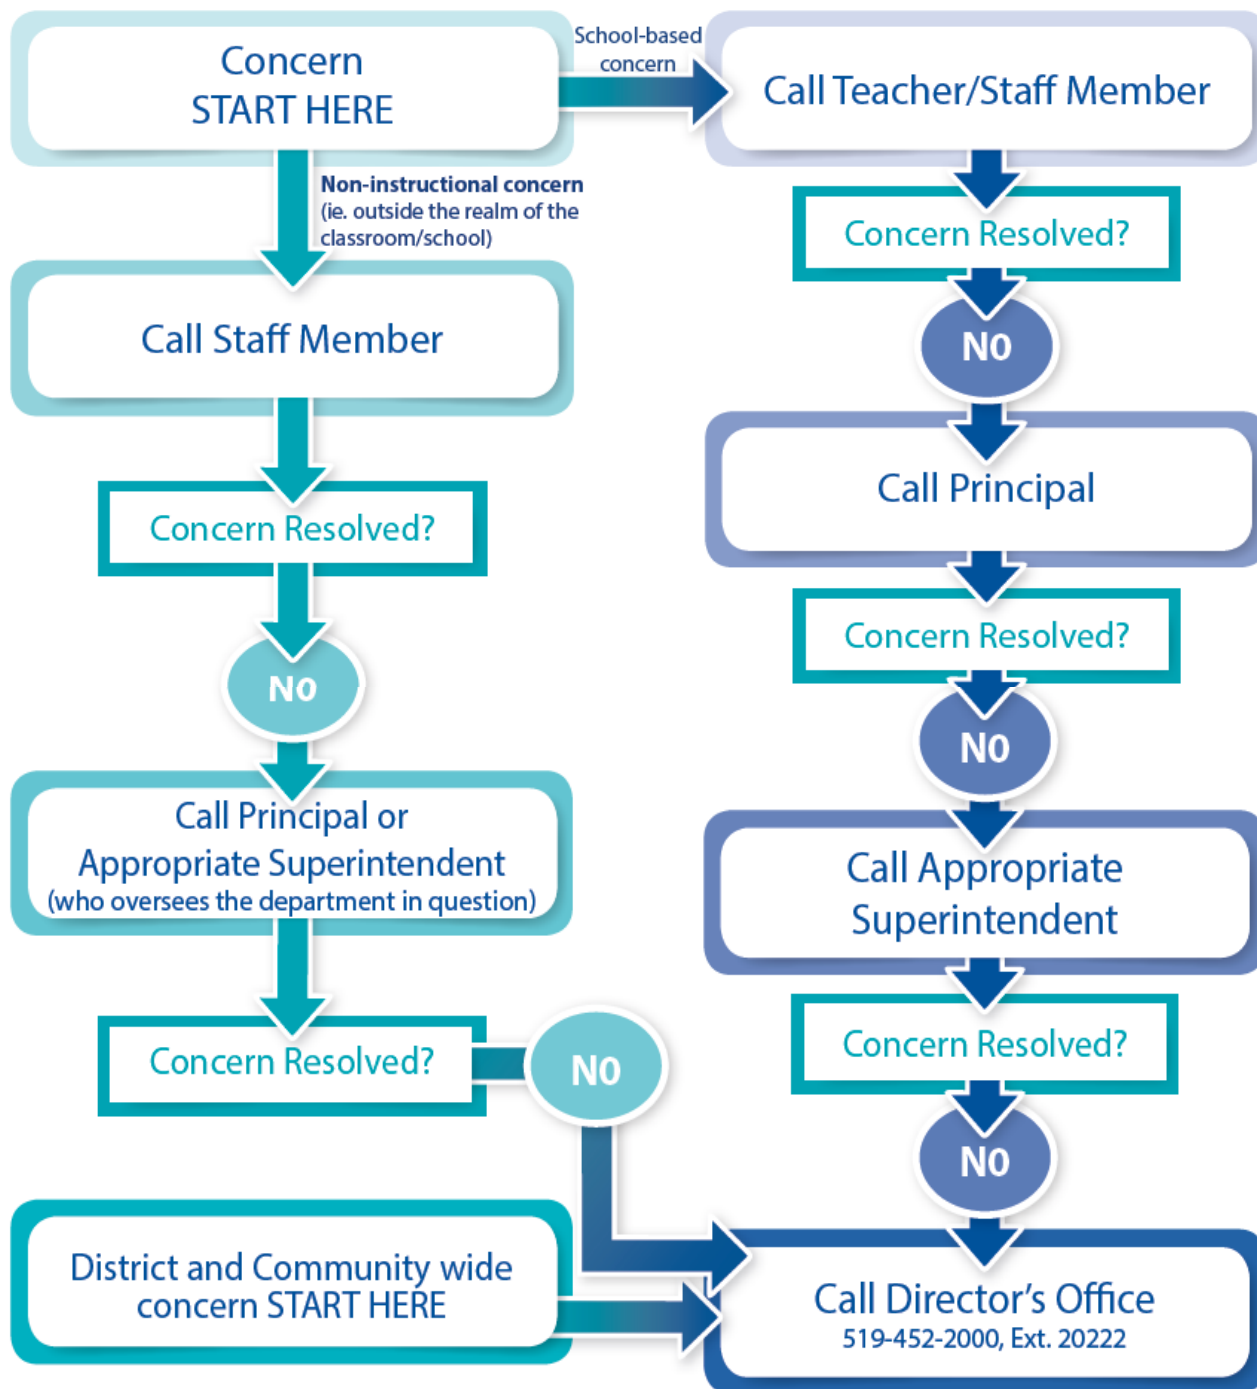 Concern
START HERE
School-based
concern
Call Teacher/Staff Member
Concern Resolved?
NO
Call Principal
Concern Resolved?
NO
Call Appropriate
Superintendent
Concern Resolved?
NO
Non-instructional concern
(ie. outside the realm of the
classroom/school)
Call Staff Member
Concern Resolved?
NO
Call Principal or
Appropriate Superintendent
(who oversees the department in question)
Concern Resolved?
NO
District and Community wide
concern START HERE
Call Director's Office
519-452-2000, Ext. 20222